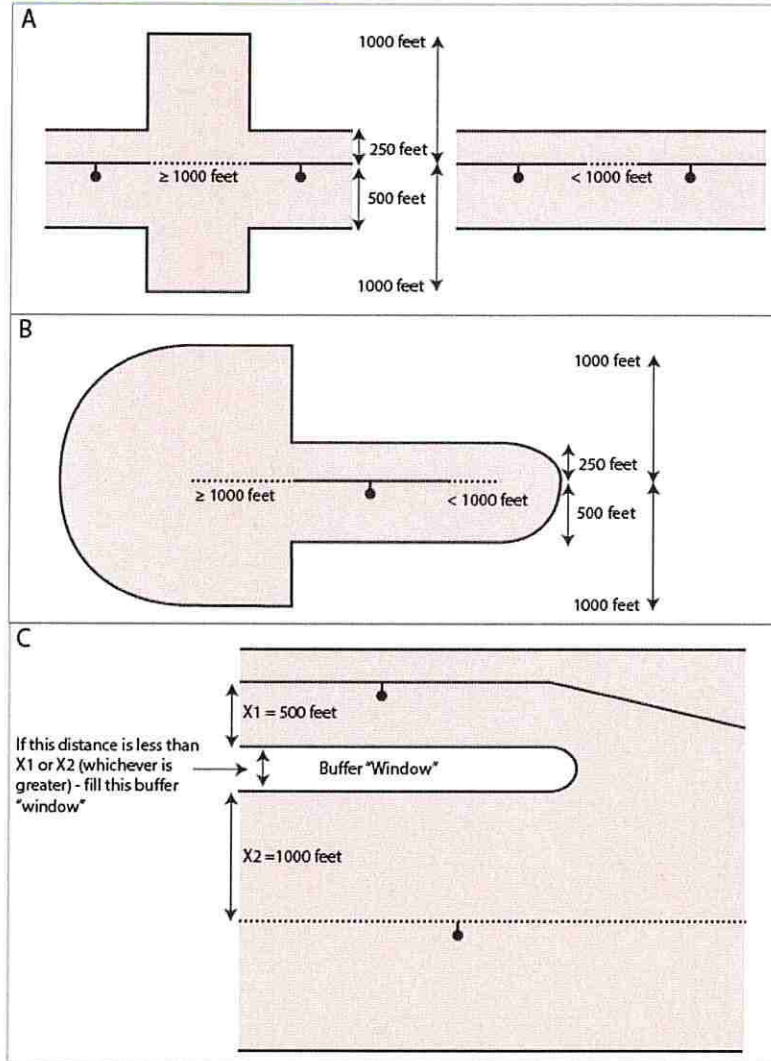 A
1000 feet
250 feet
≥ 1000 feet
< 1000 feet
500 feet
1000 feet
B
1000 feet
250 feet
≥ 1000 feet
< 1000 feet
500 feet
1000 feet
C
X1 = 500 feet
If this distance is less than
X1 or X2 (whichever is
greater) - fill this buffer
"window"
Buffer "Window"
X2 =1000 feet